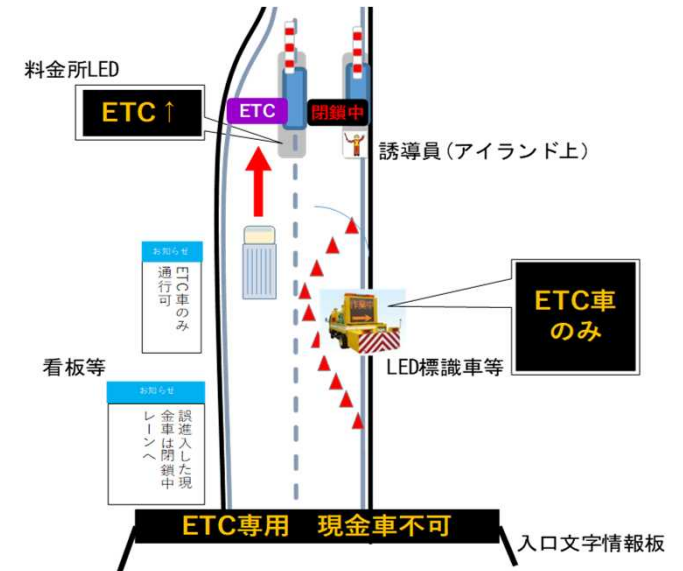 料金所LED
ETC↑
ETC
閉鎖中
誘導員(アイランド上)
お知らせ
ETC車のみ
通行可
作業中
ETC車
のみ
看板等
LED標識車等
お知らせ
誤進入した現
金車は閉鎖中
レーンへ
ETC専用 現金車不可
入口文字情報板